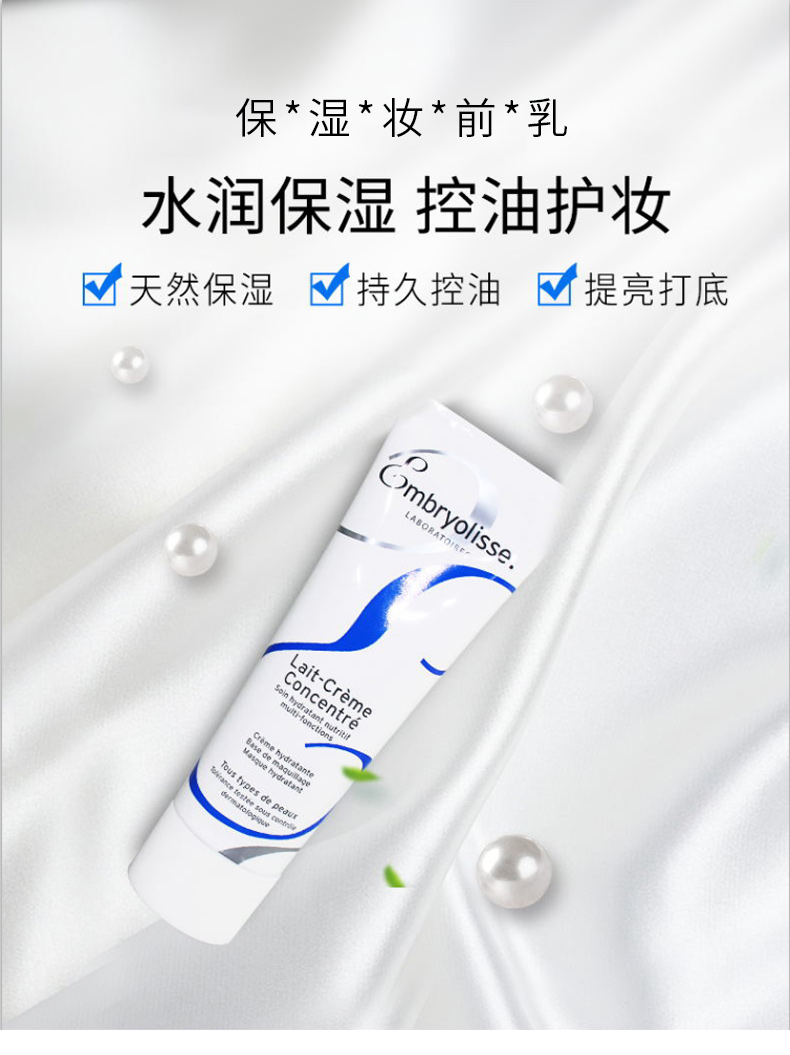 保*湿*妆*前*乳
水润保湿 控油护妆
天然保湿 持久控油 提亮打底
Embryolisse.
LABORATOIRES
Lait-Crème
Concentré
Soin hydratant nutritif
multi-fonctions
Crème hydratante
Base de maquillage
Masque hydratant
Tous types de peaux
Tolérance testée sous contrôle
dermatologique